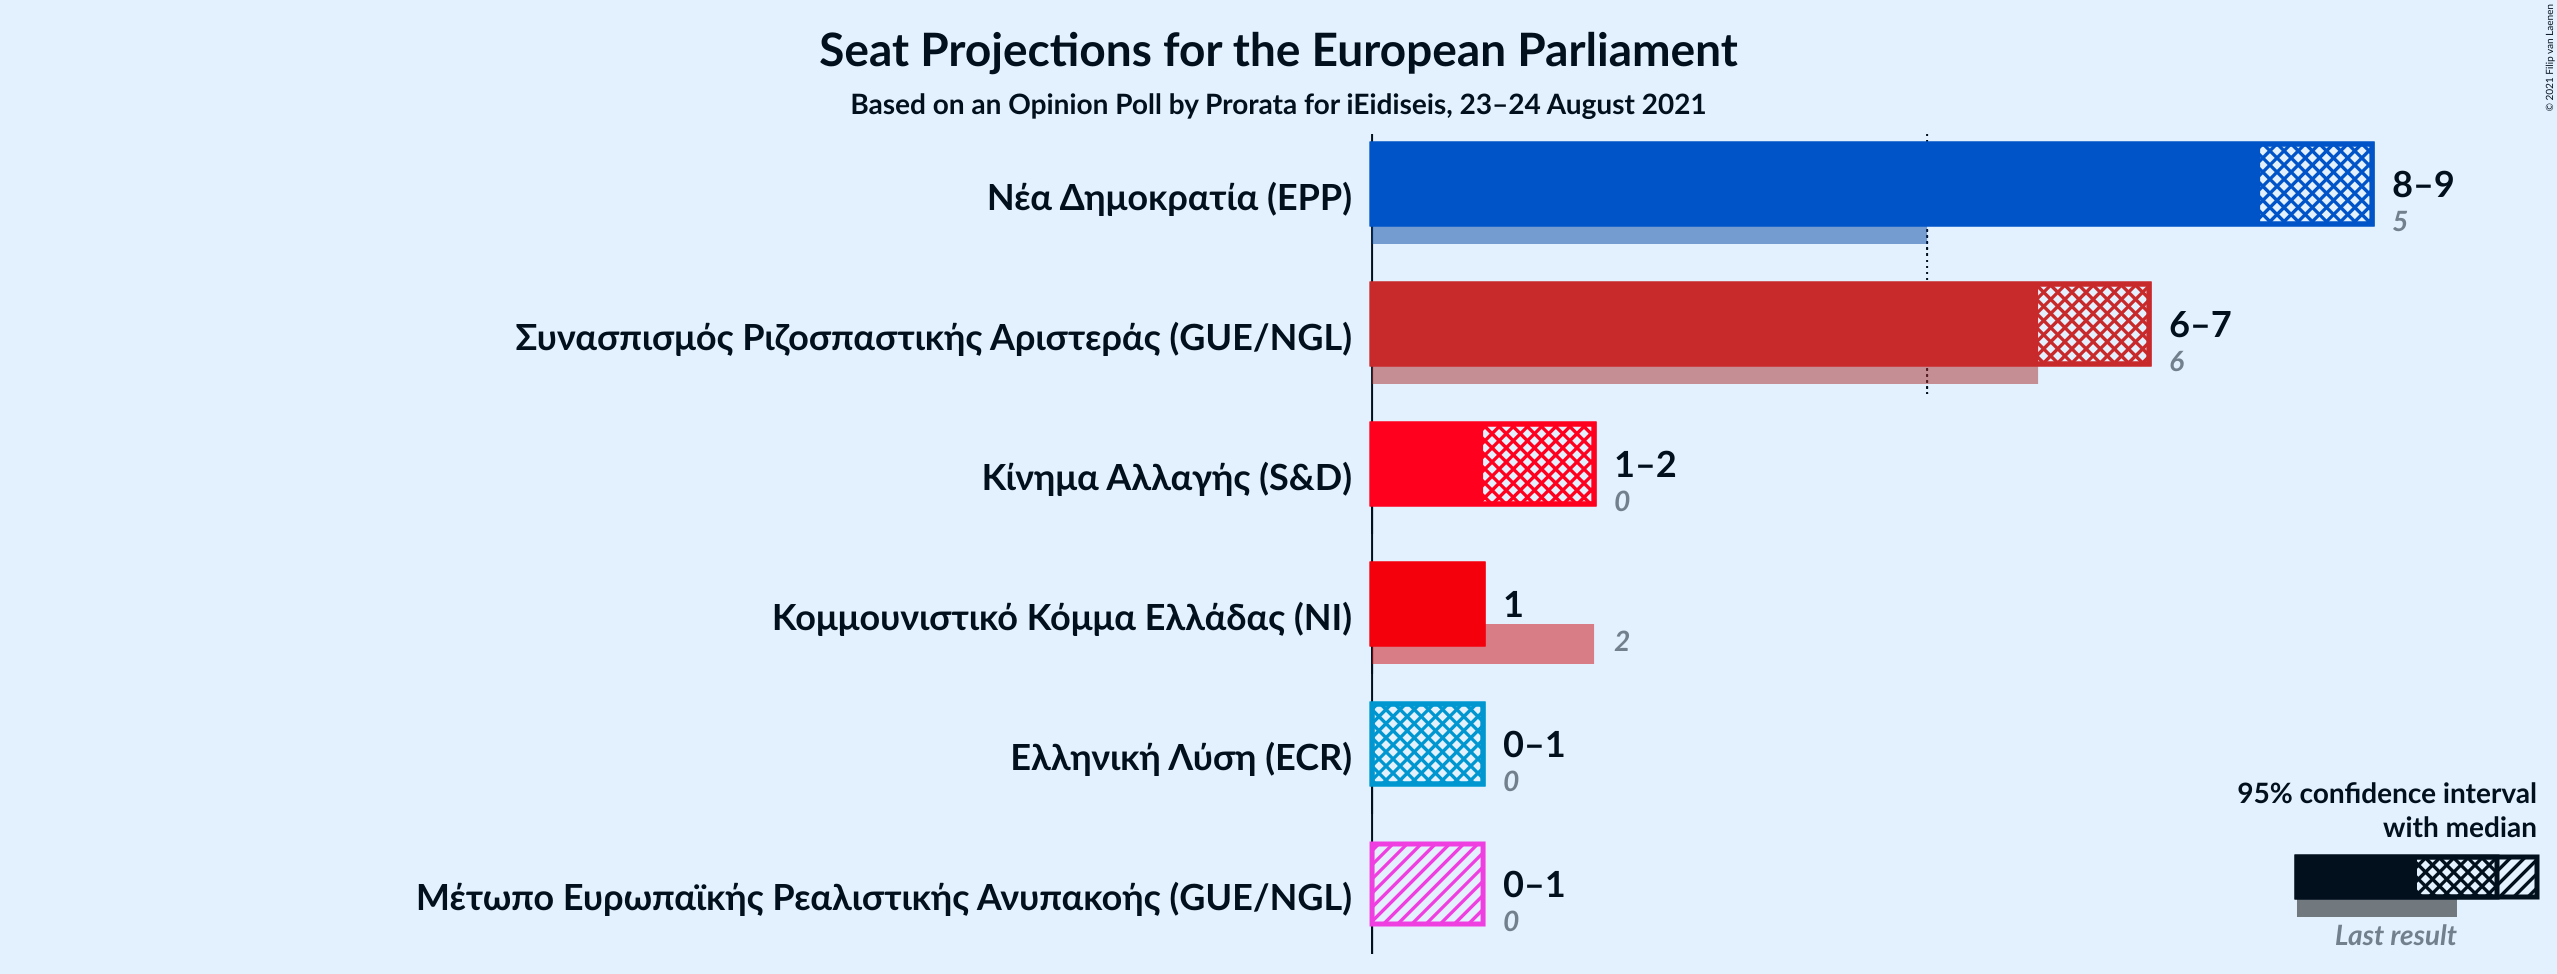 Seat Projections for the European Parliament
Based on an Opinion Poll by Prorata for iEidiseis, 23–24 August 2021
© 2021 Filip van Laenen
Νέα Δημοκρατία (EPP)
8–9
5
Συνασπισμός Ριζοσπαστικής Αριστεράς (GUE/NGL)
6–7
6
Κίνημα Αλλαγής (S&D)
1–2
0
Κομμουνιστικό Κόμμα Ελλάδας (NI)
1
2
Ελληνική Λύση (ECR)
0–1
0
Μέτωπο Ευρωπαϊκής Ρεαλιστικής Ανυπακοής (GUE/NGL)
0–1
0
95% confidence interval
with median
Last result